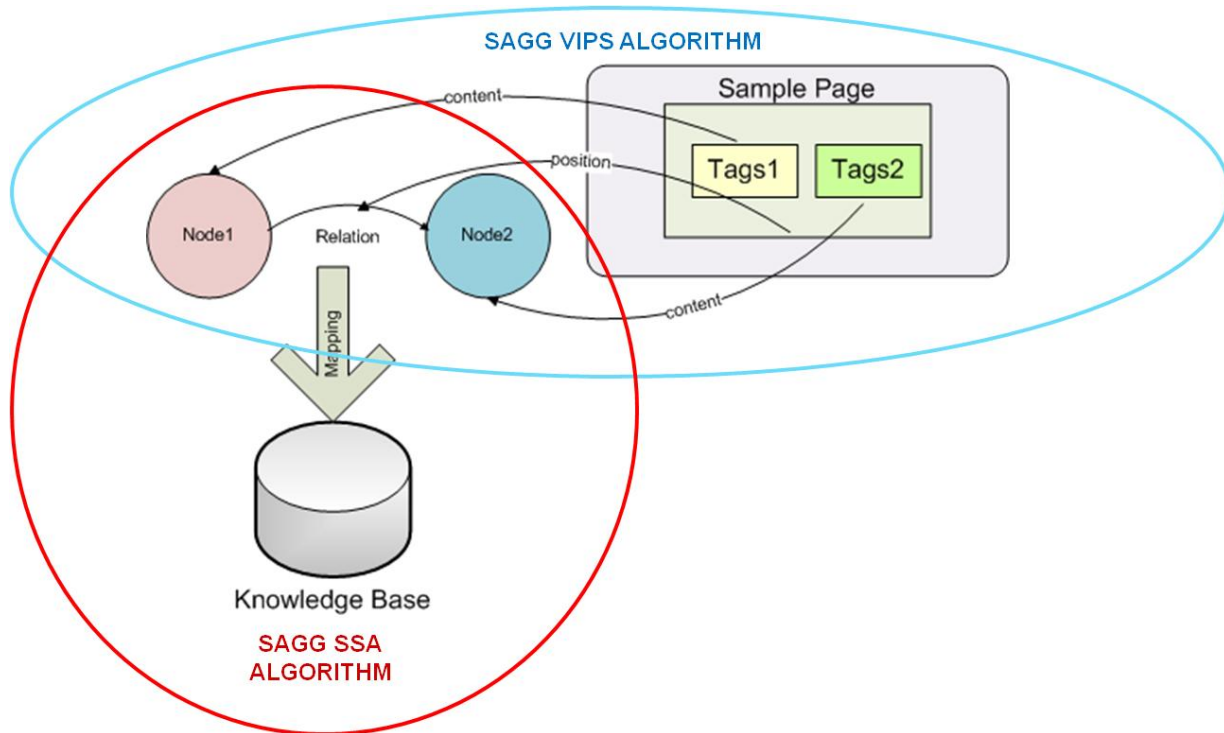 SAGG VIPS ALGORITHM
Sample Page
content
position
Tags1
Tags2
Node1
Relation
Node2
content
Mapping
Knowledge Base
SAGG SSA
ALGORITHM